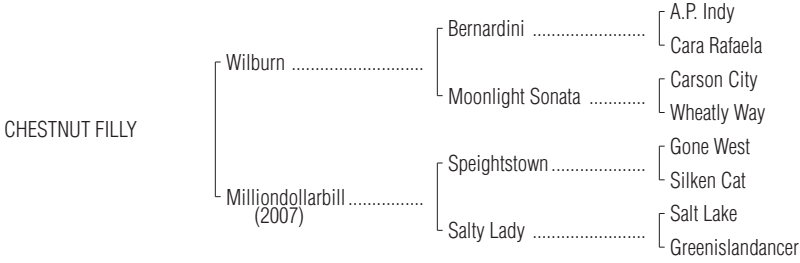 A.P. Indy
Bernardini ........................
Cara Rafaela
Wilburn ............................
Carson City
Moonlight Sonata ............
Wheatly Way
CHESTNUT FILLY
Gone West
Speightstown....................
Silken Cat
Milliondollarbill................
(2007)
Salt Lake
Salty Lady ........................
Greenislandancer